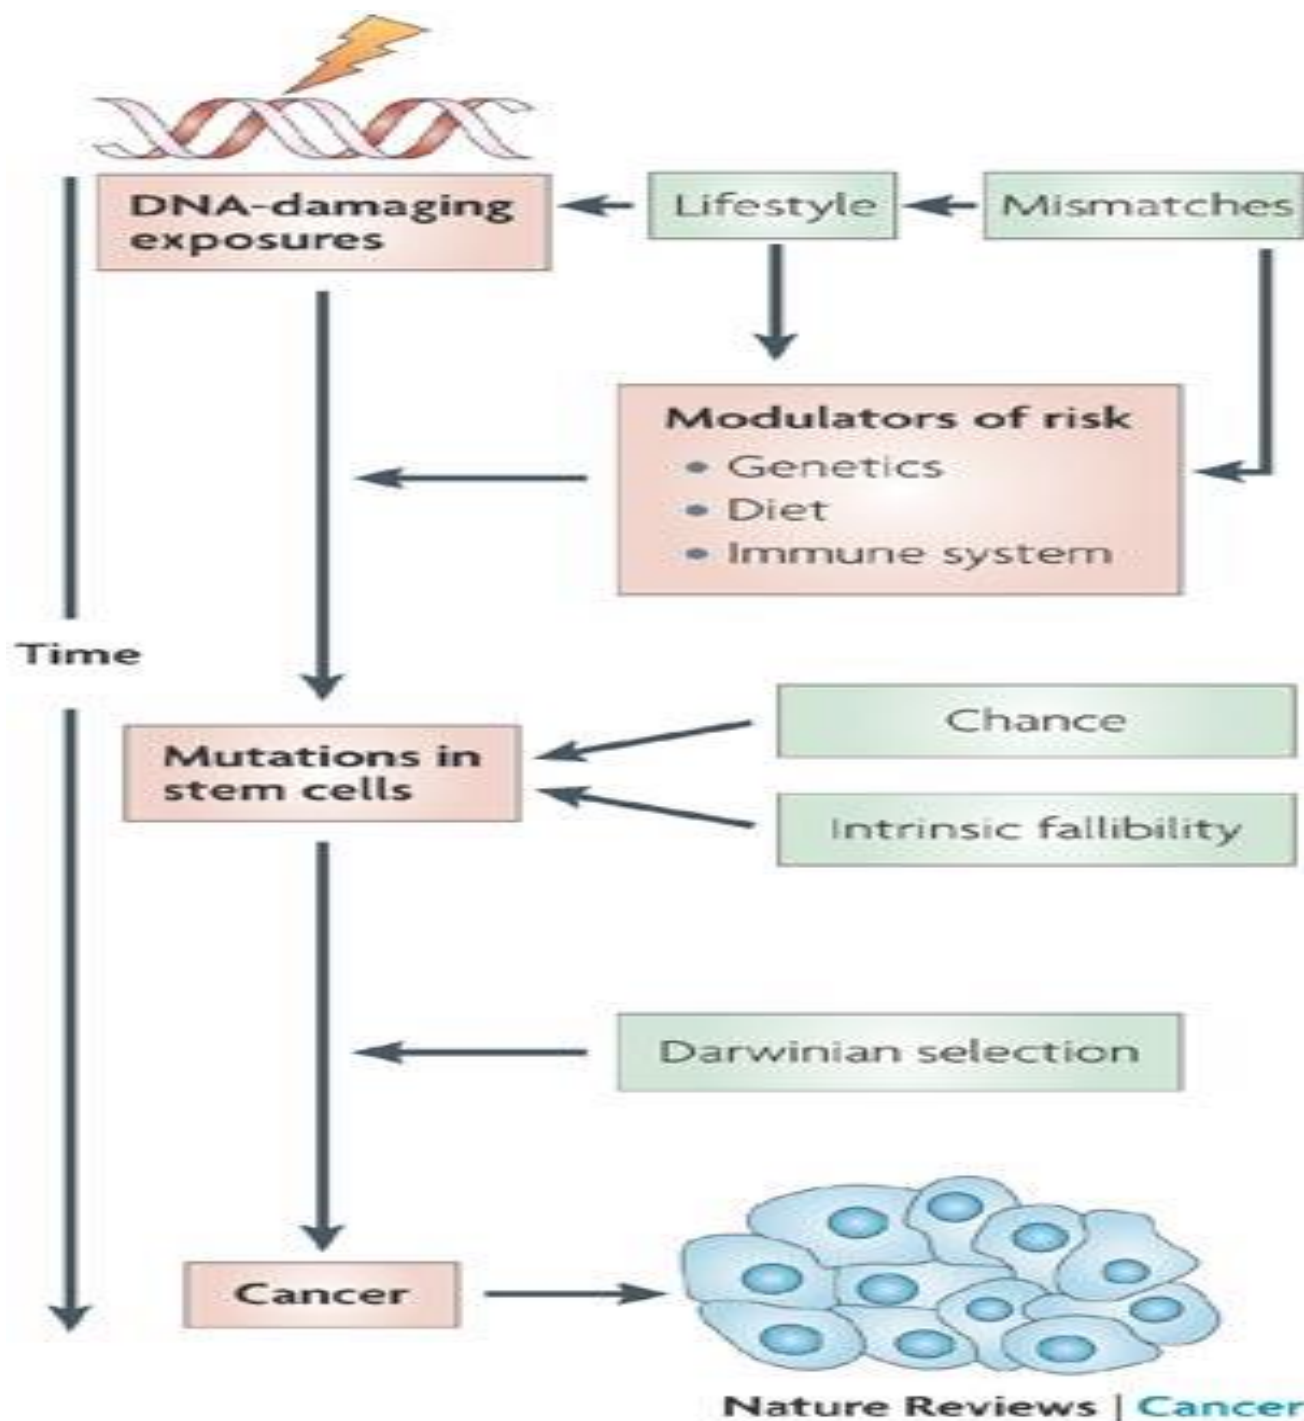 DNA-damaging
exposures
Lifestyle
Mismatches
Modulators of risk
• Genetics
• Diet
• Immune system
Time
Mutations in
stem cells
Chance
Intrinsic fallibility
Darwinian selection
Cancer
Nature Reviews | Cancer